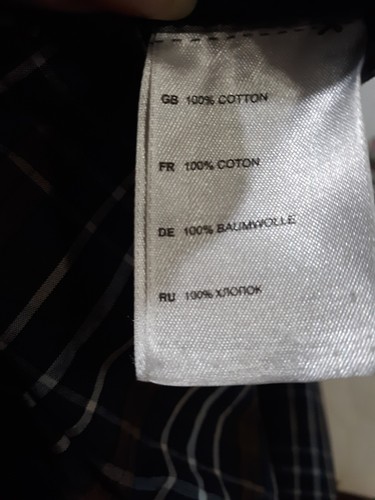 GB 100% COTTON
FR 100% COTON
DE 100% BAUMWOLLE
RU 100% ХЛОПОК